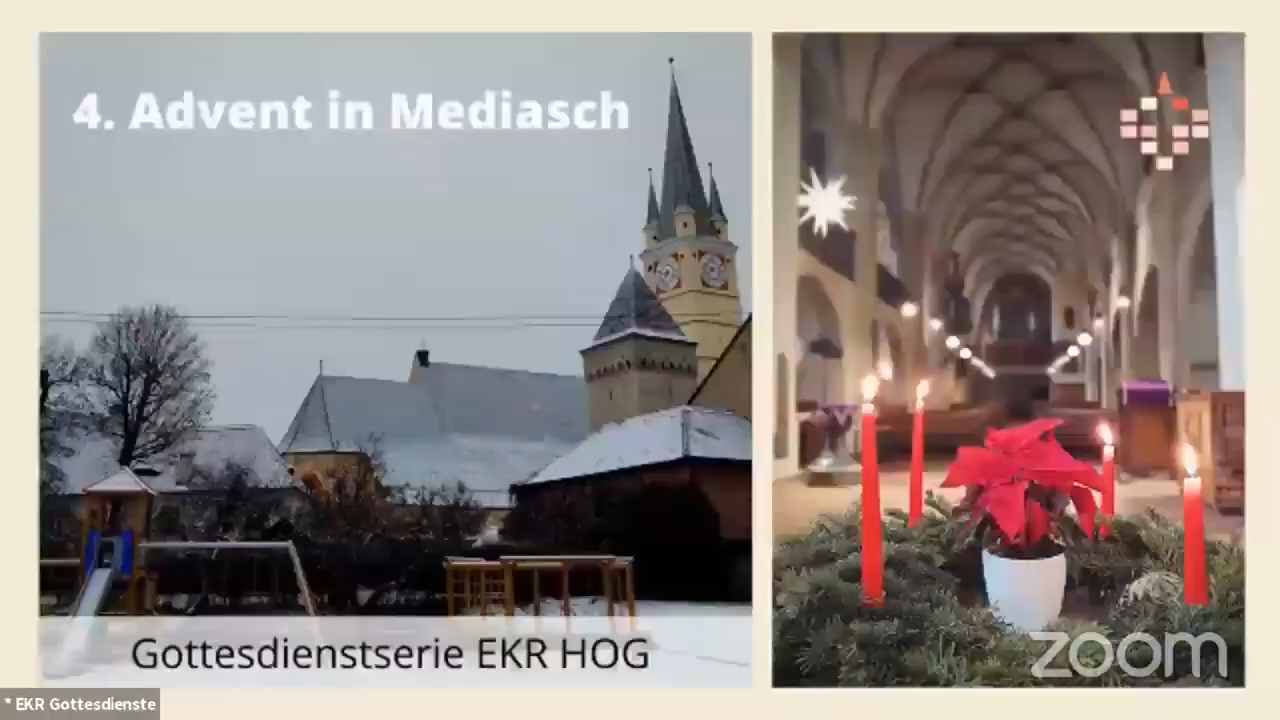 4. Advent in Mediasch
Gottesdienstserie EKR HOG
zoom
* EKR Gottesdienste